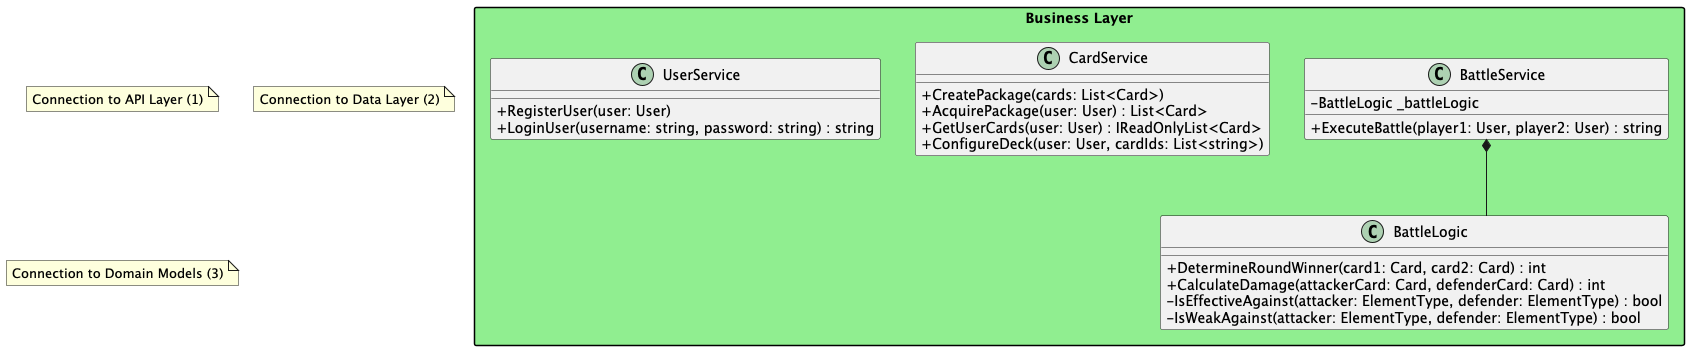 Business Layer
Connection to API Layer (1)
Connection to Data Layer (2)
C UserService
+RegisterUser(user: User)
+LoginUser(username: string, password: string) : string
C CardService
+CreatePackage(cards: List<Card>)
+AcquirePackage(user: User) : List<Card>
+GetUserCards(user: User) : IReadOnlyList<Card>
+ConfigureDeck(user: User, cardIds: List<string>)
C BattleService
-BattleLogic _battleLogic
+ExecuteBattle(player1: User, player2: User) : string
Connection to Domain Models (3)
C BattleLogic
+DetermineRoundWinner(card1: Card, card2: Card) : int
+CalculateDamage(attackerCard: Card, defenderCard: Card) : int
-IsEffectiveAgainst(attacker: ElementType, defender: ElementType) : bool
-IsWeakAgainst(attacker: ElementType, defender: ElementType) : bool